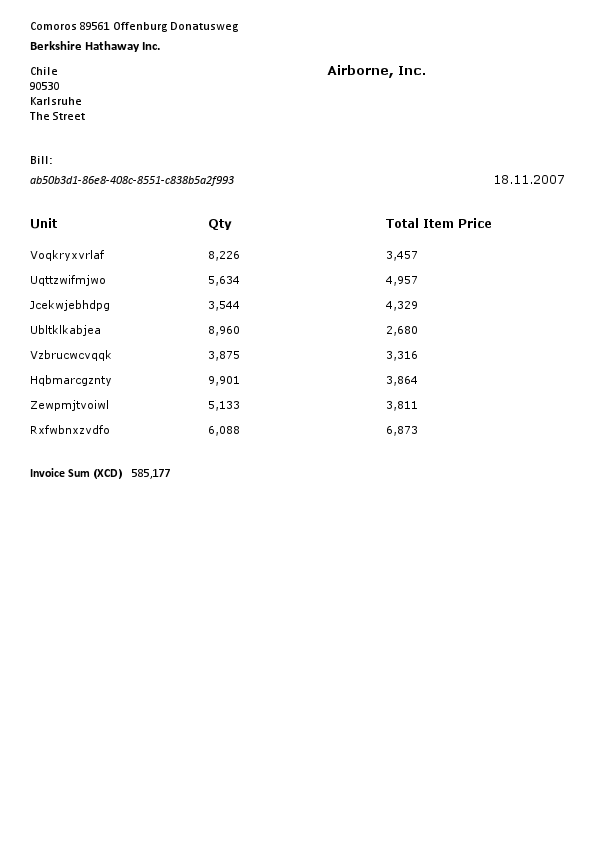 Comoros 89561 Offenburg Donatusweg
Berkshire Hathaway Inc.
Chile
Airborne, Inc.
90530
Karlsruhe
The Street
Bill:
ab50b3d1-86e8-408c-8551-c838b5a2f993 18.11.2007
Unit Qty Total Item Price
Voqkryxvrlaf 8,226 3,457
Uqttzwifmjwo 5,634 4,957
Jcekwjebhdpg 3,544 4,329
Ubltklkabjea 8,960 2,680
Vzbrucwcvqqk 3,875 3,316
Hqbmarcgznty 9,901 3,864
Zewpmjtvoiwl 5,133 3,811
Rxfwbnxzvdfo 6,088 6,873
Invoice Sum (XCD) 585,177